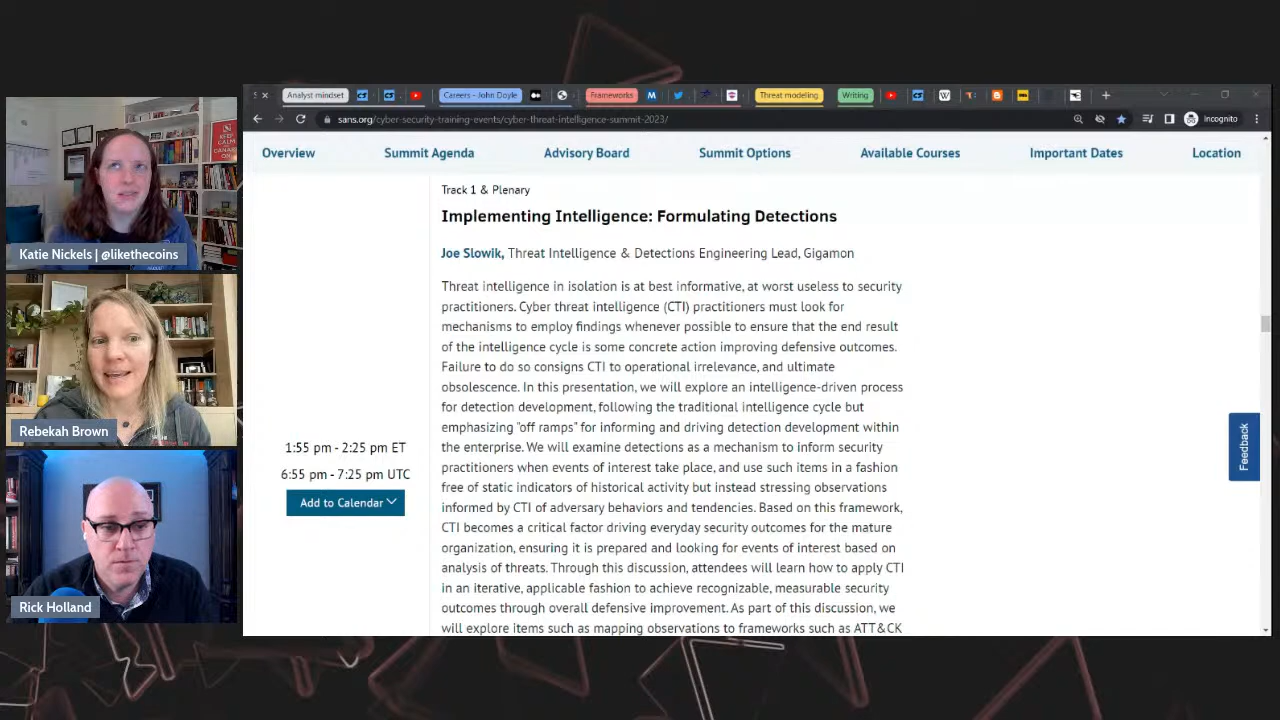 Analyst mindset
Careers - John Doyle
Frameworks
Threat modeling
Writing
sans.org/cyber-security-training-events/cyber-threat-intelligence-summit-2023/
Incognito
Overview
Summit Agenda
Advisory Board
Summit Options
Available Courses
Important Dates
Location
Track 1 & Plenary
Implementing Intelligence: Formulating Detections
Joe Slowik, Threat Intelligence & Detections Engineering Lead, Gigamon
Threat intelligence in isolation is at best informative, at worst useless to security
practitioners. Cyber threat intelligence (CTI) practitioners must look for
mechanisms to employ findings whenever possible to ensure that the end result
of the intelligence cycle is some concrete action improving defensive outcomes.
Failure to do so consigns CTI to operational irrelevance, and ultimate
obsolescence. In this presentation, we will explore an intelligence-driven process
for detection development, following the traditional intelligence cycle but
emphasizing "off ramps" for informing and driving detection development within
the enterprise. We will examine detections as a mechanism to inform security
practitioners when events of interest take place, and use such items in a fashion
free of static indicators of historical activity but instead stressing observations
informed by CTI of adversary behaviors and tendencies. Based on this framework,
CTI becomes a critical factor driving everyday security outcomes for the mature
organization, ensuring it is prepared and looking for events of interest based on
analysis of threats. Through this discussion, attendees will learn how to apply CTI
in an iterative, applicable fashion to achieve recognizable, measurable security
outcomes through overall defensive improvement. As part of this discussion, we
will explore items such as mapping observations to frameworks such as ATT&CK
1:55 pm - 2:25 pm ET
6:55 pm - 7:25 pm UTC
Add to Calendar
Feedback
KEEP
CALM
Katie Nickels | @likethecoins
Rebekah Brown
Rick Holland